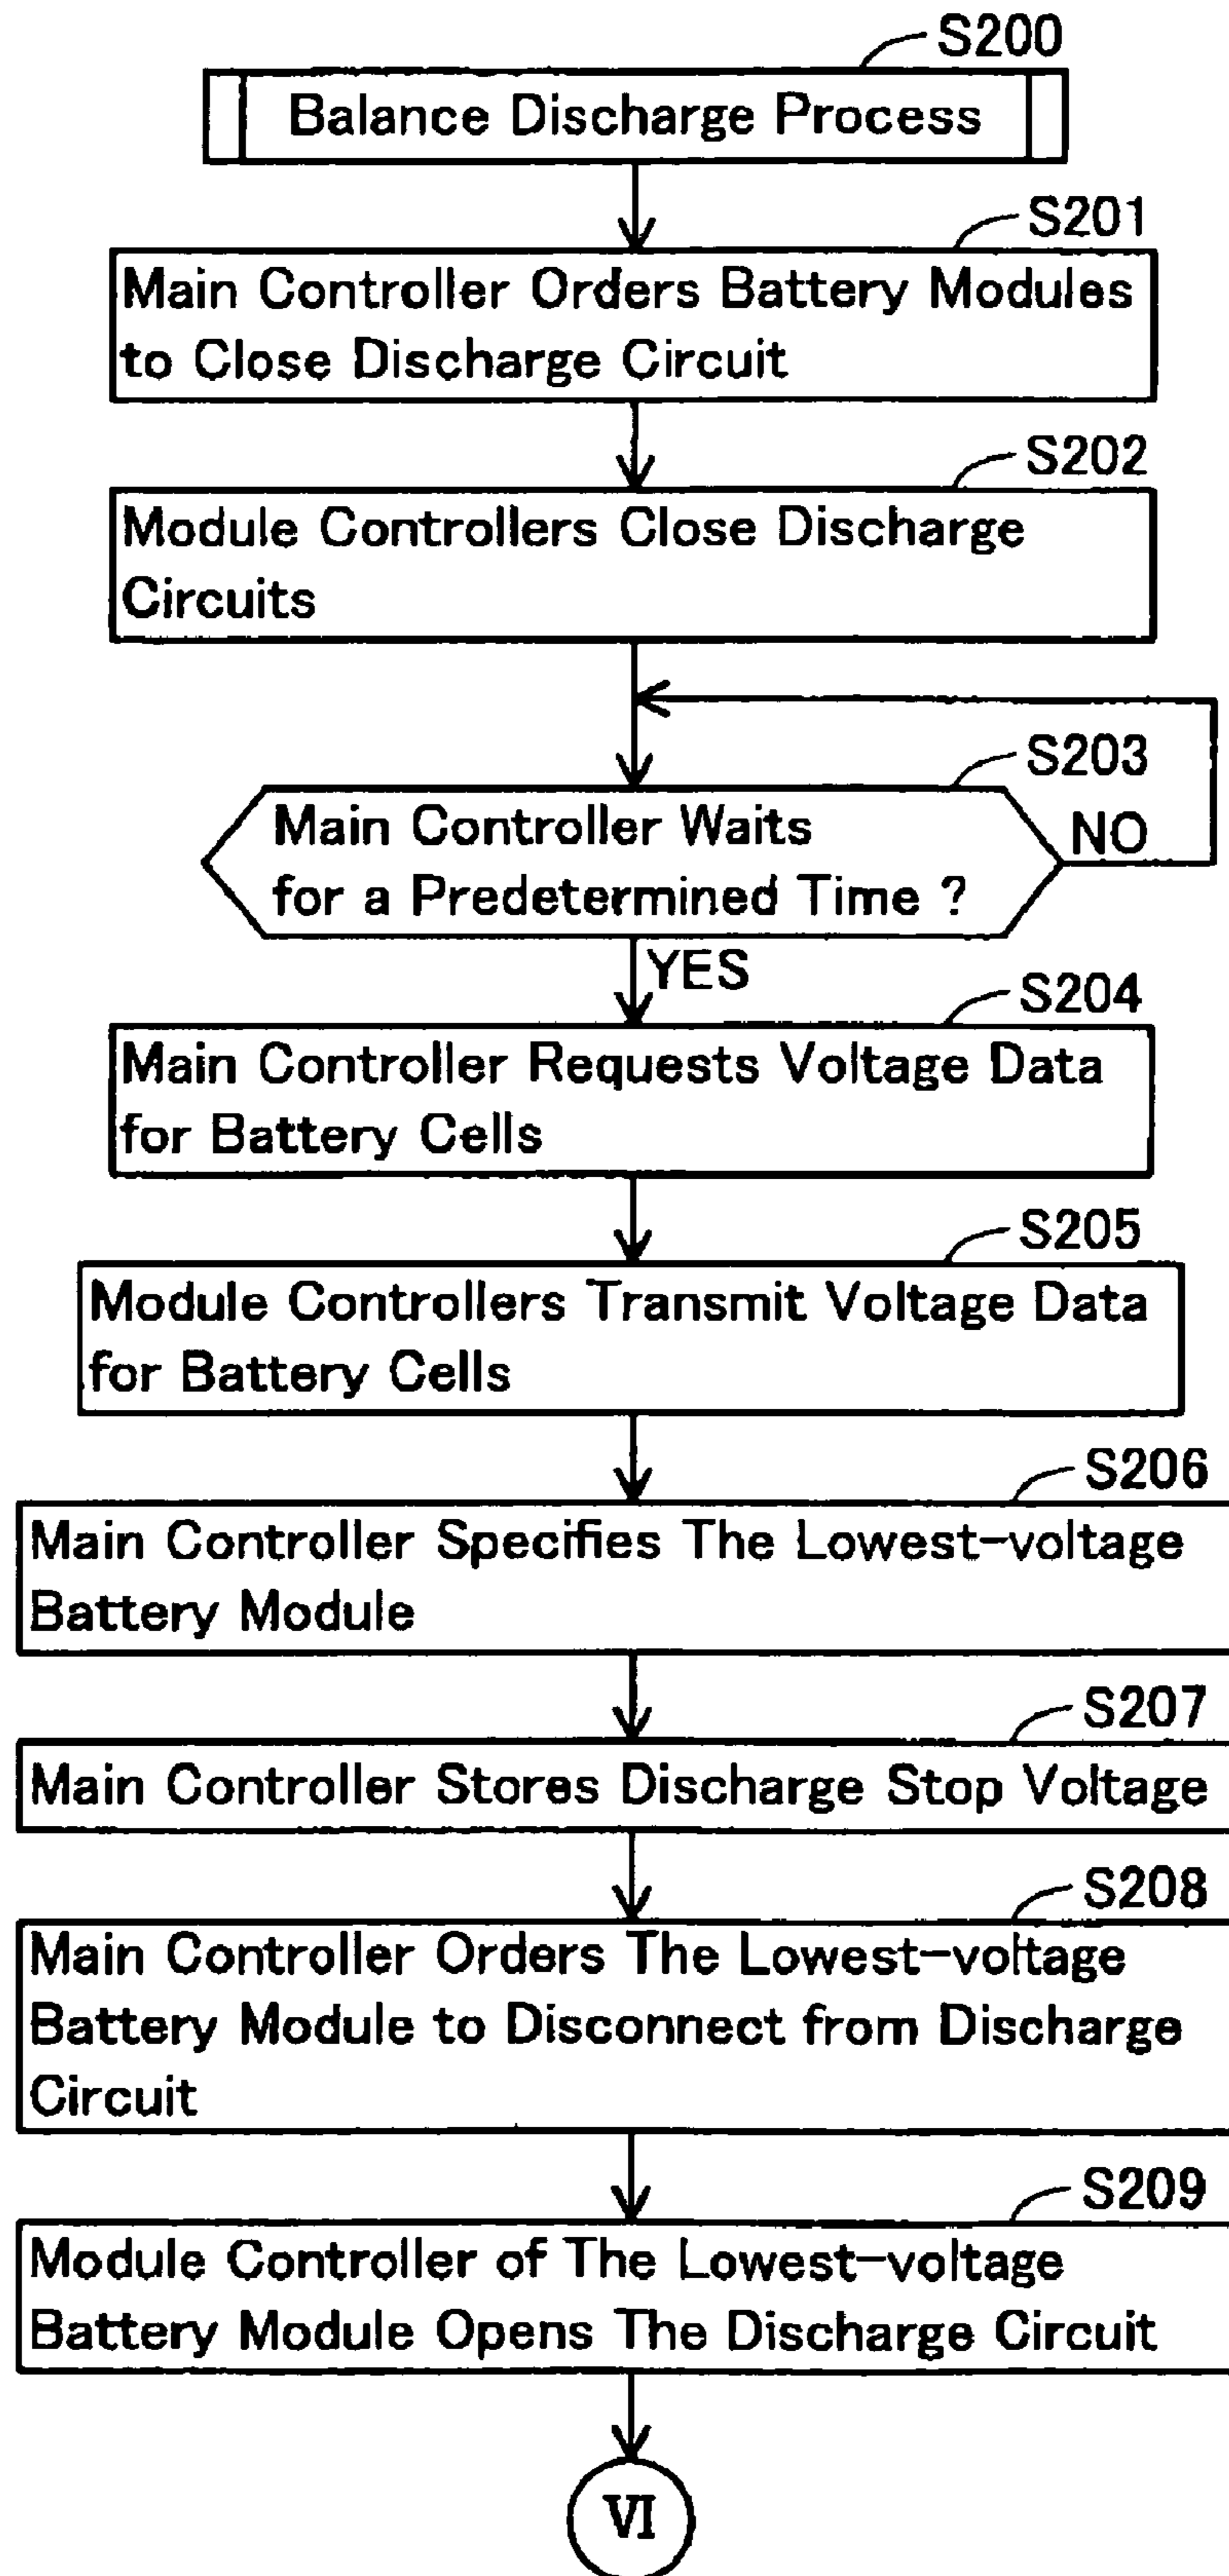 S200
Balance Discharge Process
S201
Main Controller Orders Battery Modules
to Close Discharge Circuit
S202
Module Controllers Close Discharge
Circuits
S203
Main Controller Waits
for a Predetermined Time ?
NO
YES
S204
Main Controller Requests Voltage Data
for Battery Cells
S205
Module Controllers Transmit Voltage Data
for Battery Cells
S206
Main Controller Specifies The Lowest-voltage
Battery Module
S207
Main Controller Stores Discharge Stop Voltage
S208
Main Controller Orders The Lowest-voltage
Battery Module to Disconnect from Discharge
Circuit
S209
Module Controller of The Lowest-voltage
Battery Module Opens The Discharge Circuit
VI